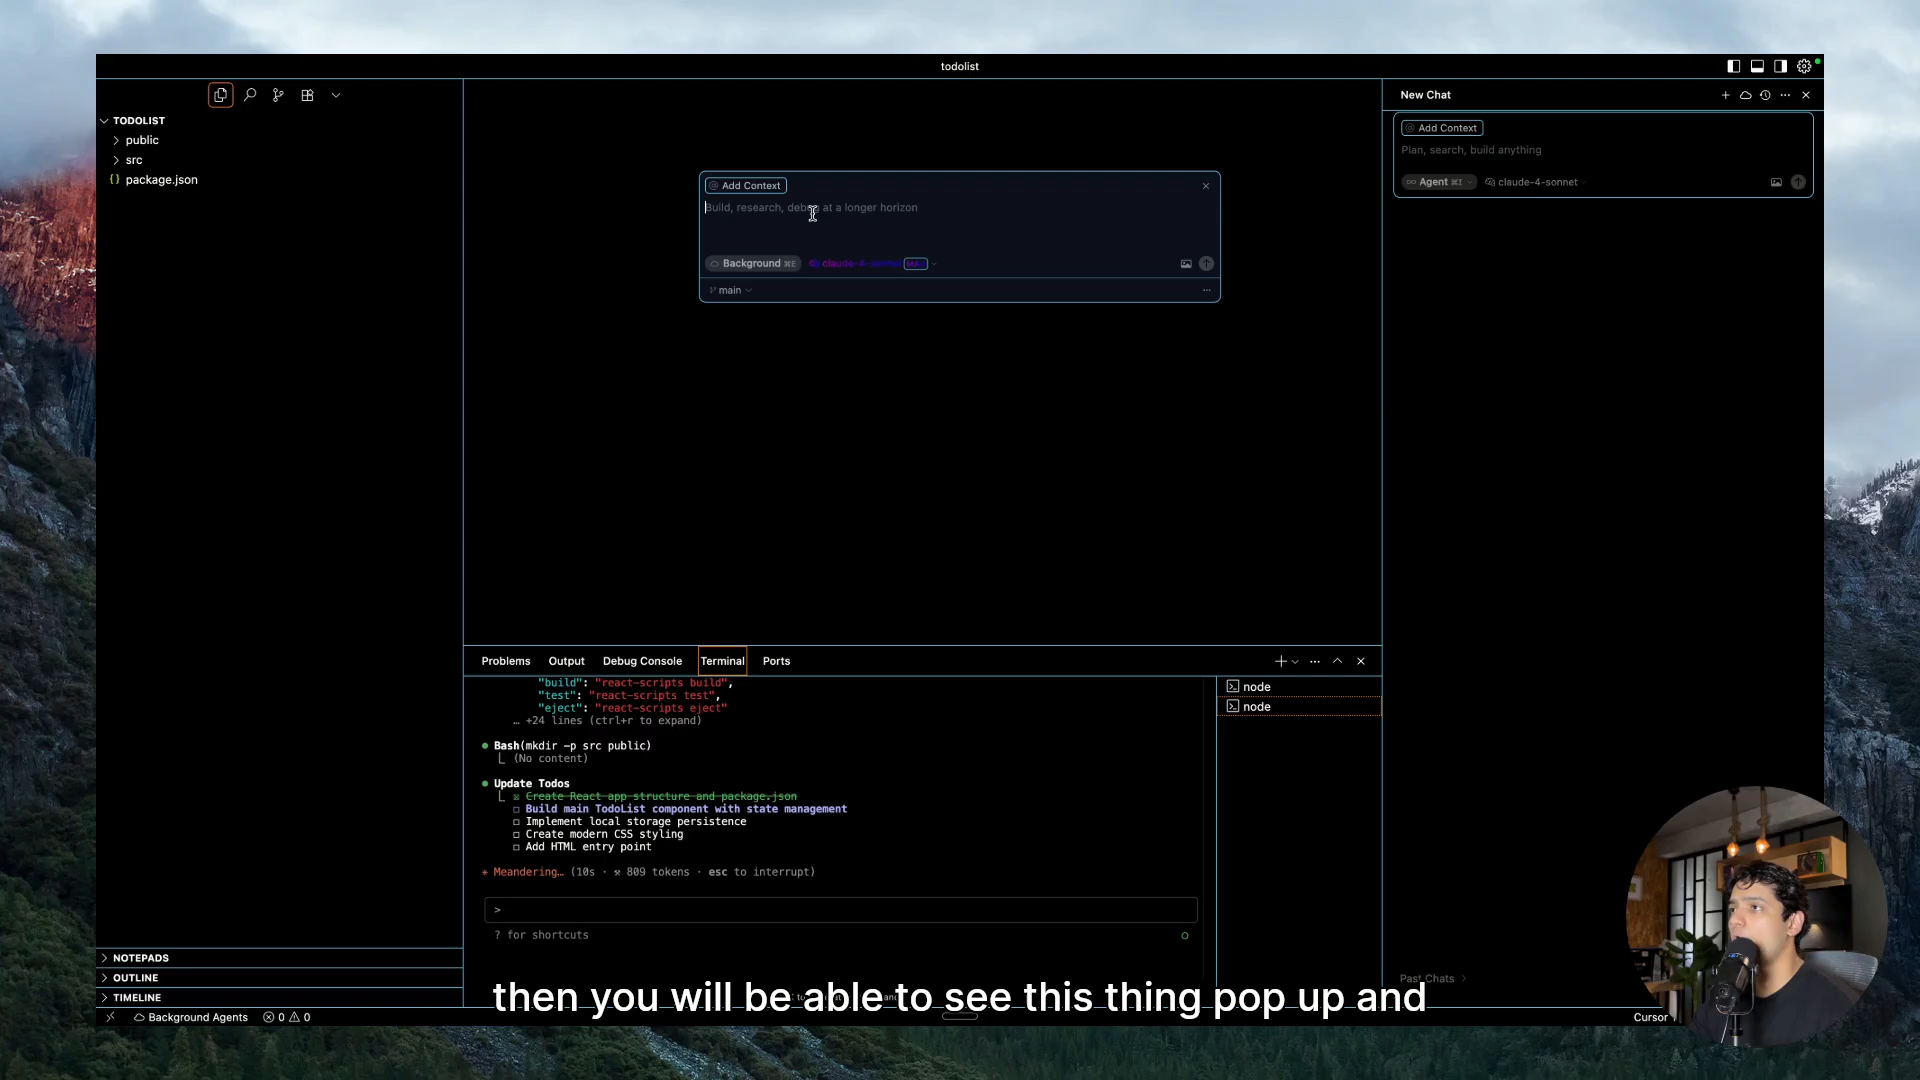 todolist
TODOLIST
public
src
package.json
NOTEPADS
OUTLINE
TIMELINE
Add Context
Build, research, debug at a longer horizon
Background ⌘E claude-4-sonnet MAX
main
Problems Output Debug Console Terminal Ports
"build": "react-scripts build",
"test": "react-scripts test",
"eject": "react-scripts eject"
… +24 lines (ctrl+r to expand)
Bash(mkdir -p src public)
(No content)
Update Todos
Create React app structure and package.json
Build main TodoList component with state management
Implement local storage persistence
Create modern CSS styling
Add HTML entry point
Meandering… (10s · 809 tokens · esc to interrupt)
>
? for shortcuts
node
node
New Chat
Add Context
Plan, search, build anything
Agent ⌘I claude-4-sonnet
Past Chats
then you will be able to see this thing pop up and
Background Agents 0 0
Cursor